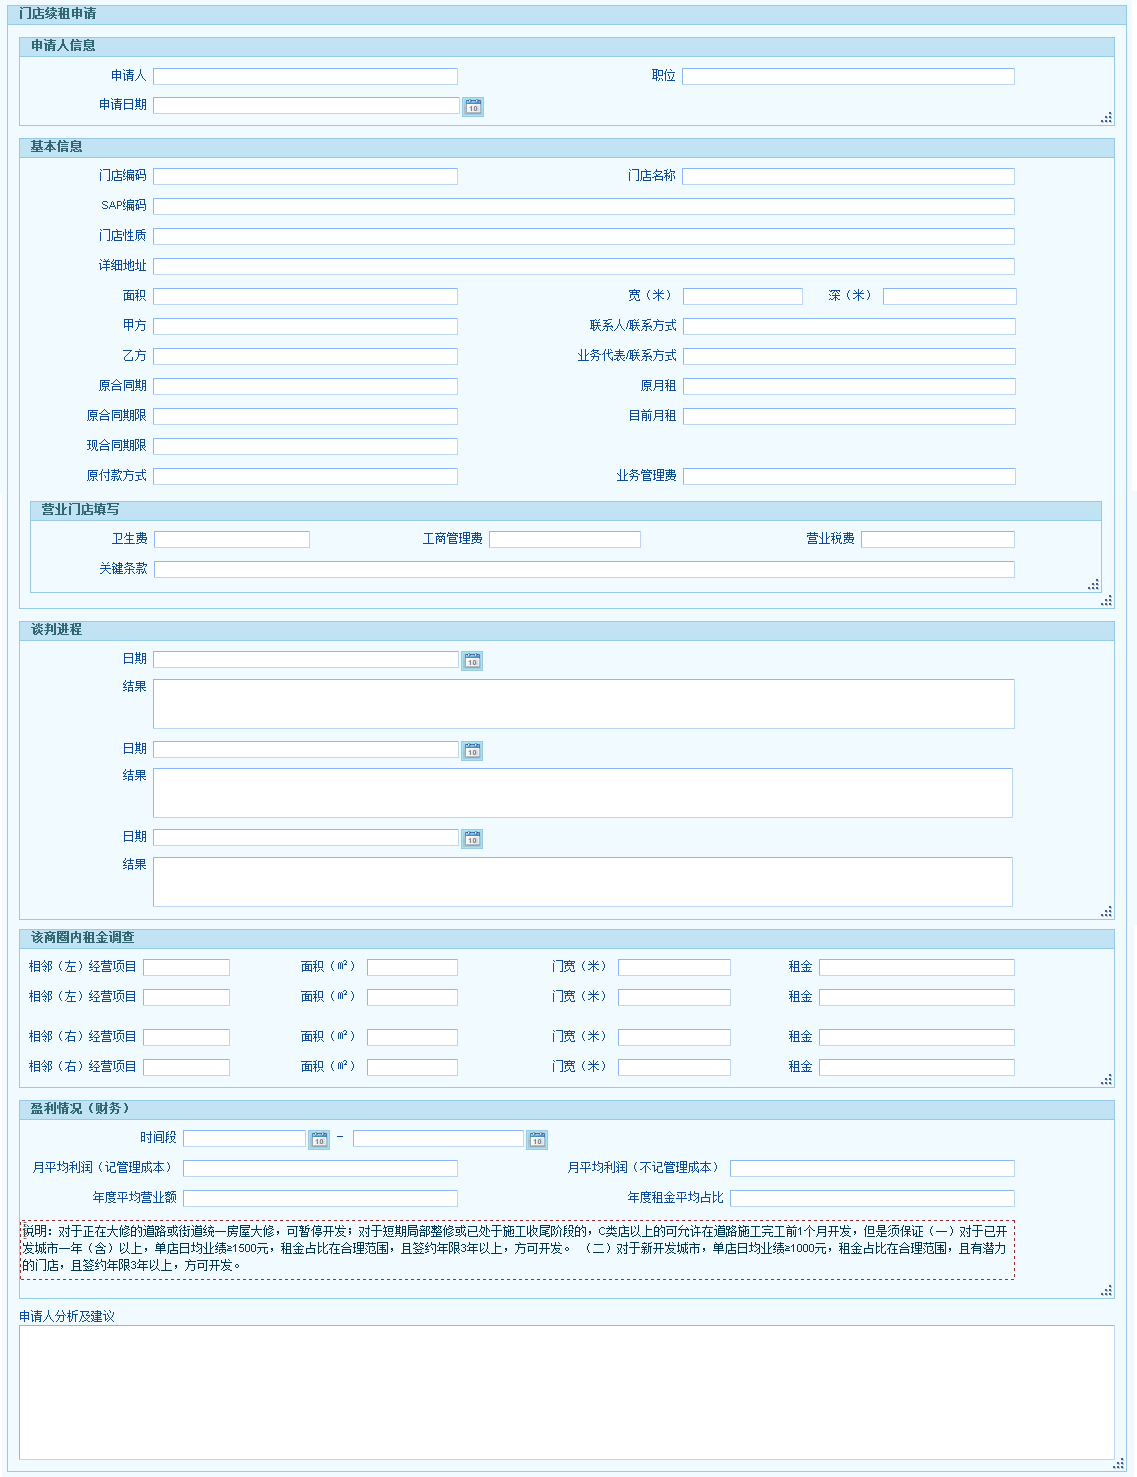 门店续租申请
申请人信息
申请人 职位
申请日期
基本信息
门店编码 门店名称
SAP编码
门店性质
详细地址
面积 宽（米） 深（米）
甲方 联系人/联系方式
乙方 业务代表/联系方式
原合同期 原月租
原合同期限 目前月租
现合同期限
原付款方式 业务管理费
营业门店填写
卫生费 工商管理费 营业税费
关键条款
谈判进程
日期
结果
日期
结果
日期
结果
该商圈内租金调查
相邻（左）经营项目 面积（㎡） 门宽（米） 租金
相邻（左）经营项目 面积（㎡） 门宽（米） 租金
相邻（右）经营项目 面积（㎡） 门宽（米） 租金
相邻（右）经营项目 面积（㎡） 门宽（米） 租金
盈利情况（财务）
时间段 -
月平均利润（记管理成本） 月平均利润（不记管理成本）
年度平均营业额 年度租金平均占比
说明：对于正在大修的道路或街道统一房屋大修，可暂停开发；对于短期局部整修或已处于施工收尾阶段的，C类店以上的可允许在道路施工完工前1个月开发，但是须保证（一）对于已开
发城市一年（含）以上，单店日均业绩≥1500元，租金占比在合理范围，且签约年限3年以上，方可开发。 （二）对于新开发城市，单店日均业绩≥1000元，租金占比在合理范围，且有潜力
的门店，且签约年限3年以上，方可开发。
申请人分析及建议